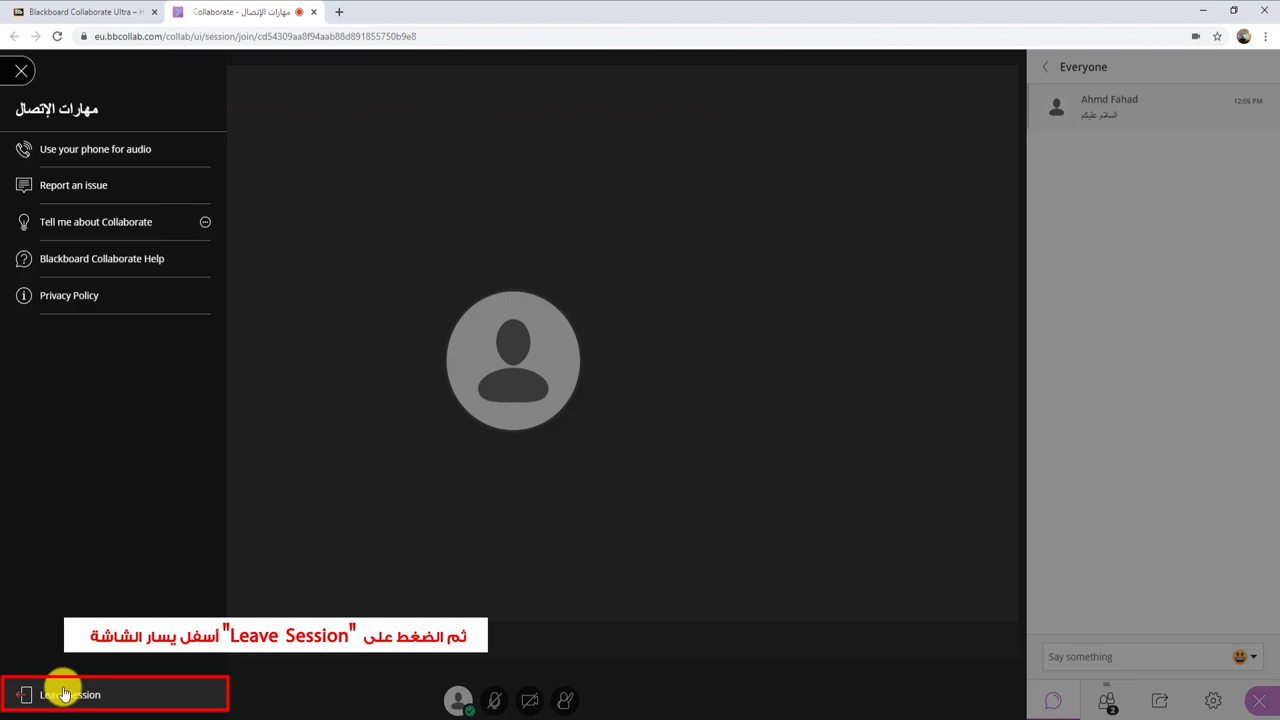 Blackboard Collaborate Ultra – H
Collaborate - مهارات الإتصال
eu.bbcollab.com/collab/ui/session/join/cd54309aa8f94aab88d891855750b9e8
مهارات الإتصال
Use your phone for audio
Report an issue
Tell me about Collaborate
Blackboard Collaborate Help
Privacy Policy
Everyone
Ahmd Fahad
12:05 PM
السلام عليكم
ثم الضغط على "Leave Session" أسفل يسار الشاشة
Leave Session
Say something
2